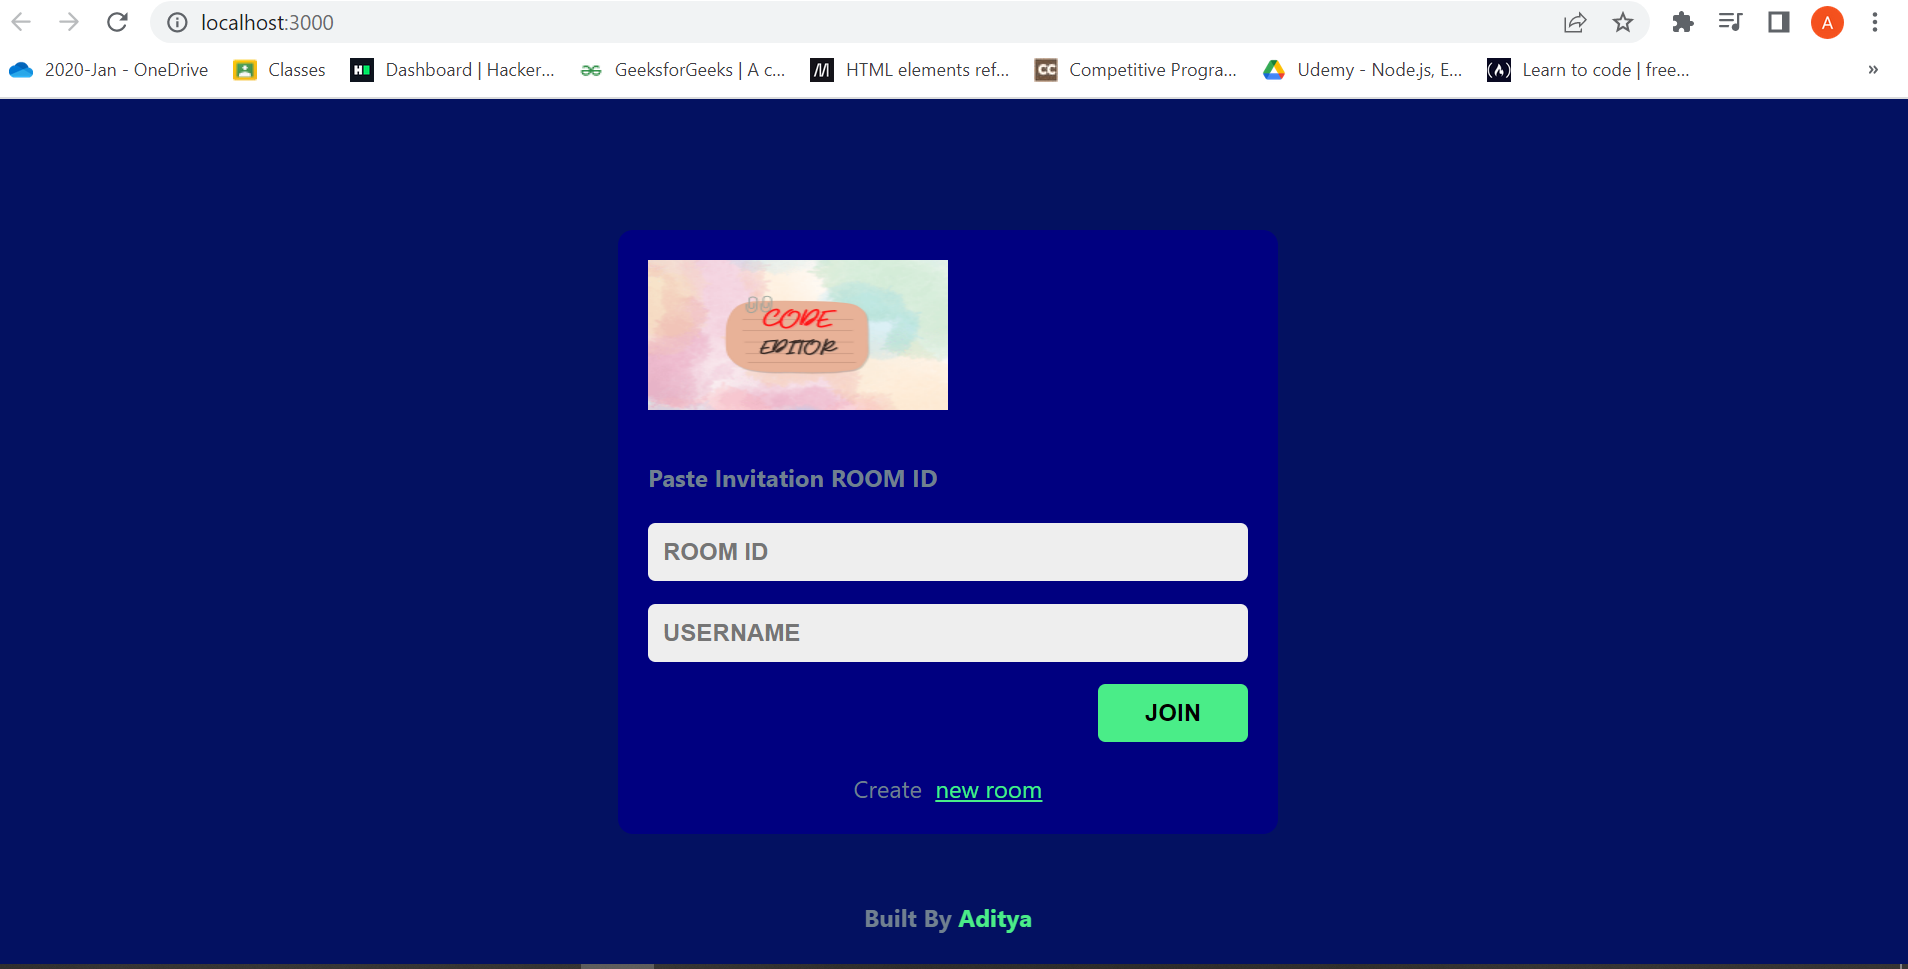 localhost:3000
A
2020-Jan - OneDrive Classes Dashboard | Hacker... GeeksforGeeks | A c... HTML elements ref... CC Competitive Progra... Udemy - Node.js, E... Learn to code | free... »
CODE
EDITOR
Paste Invitation ROOM ID
ROOM ID
USERNAME
JOIN
Create new room
Built By Aditya